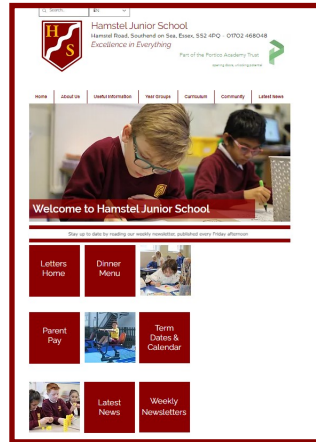 Search...
EN
Hamstel Junior School
Hamstel Road, Southend on Sea, Essex, SS2 4PQ · 01702 468048
Excellence in Everything
H
S
Part of the Portico Academy Trust
Home
About Us
Useful Information
Year Groups
Curriculum
Community
Latest News
Welcome to Hamstel Junior School
Stay up to date by reading our weekly newsletter, published every Friday afternoon
Letters
Home
Dinner
Menu
Parent
Pay
Term
Dates &
Calendar
Latest
News
Weekly
Newsletters